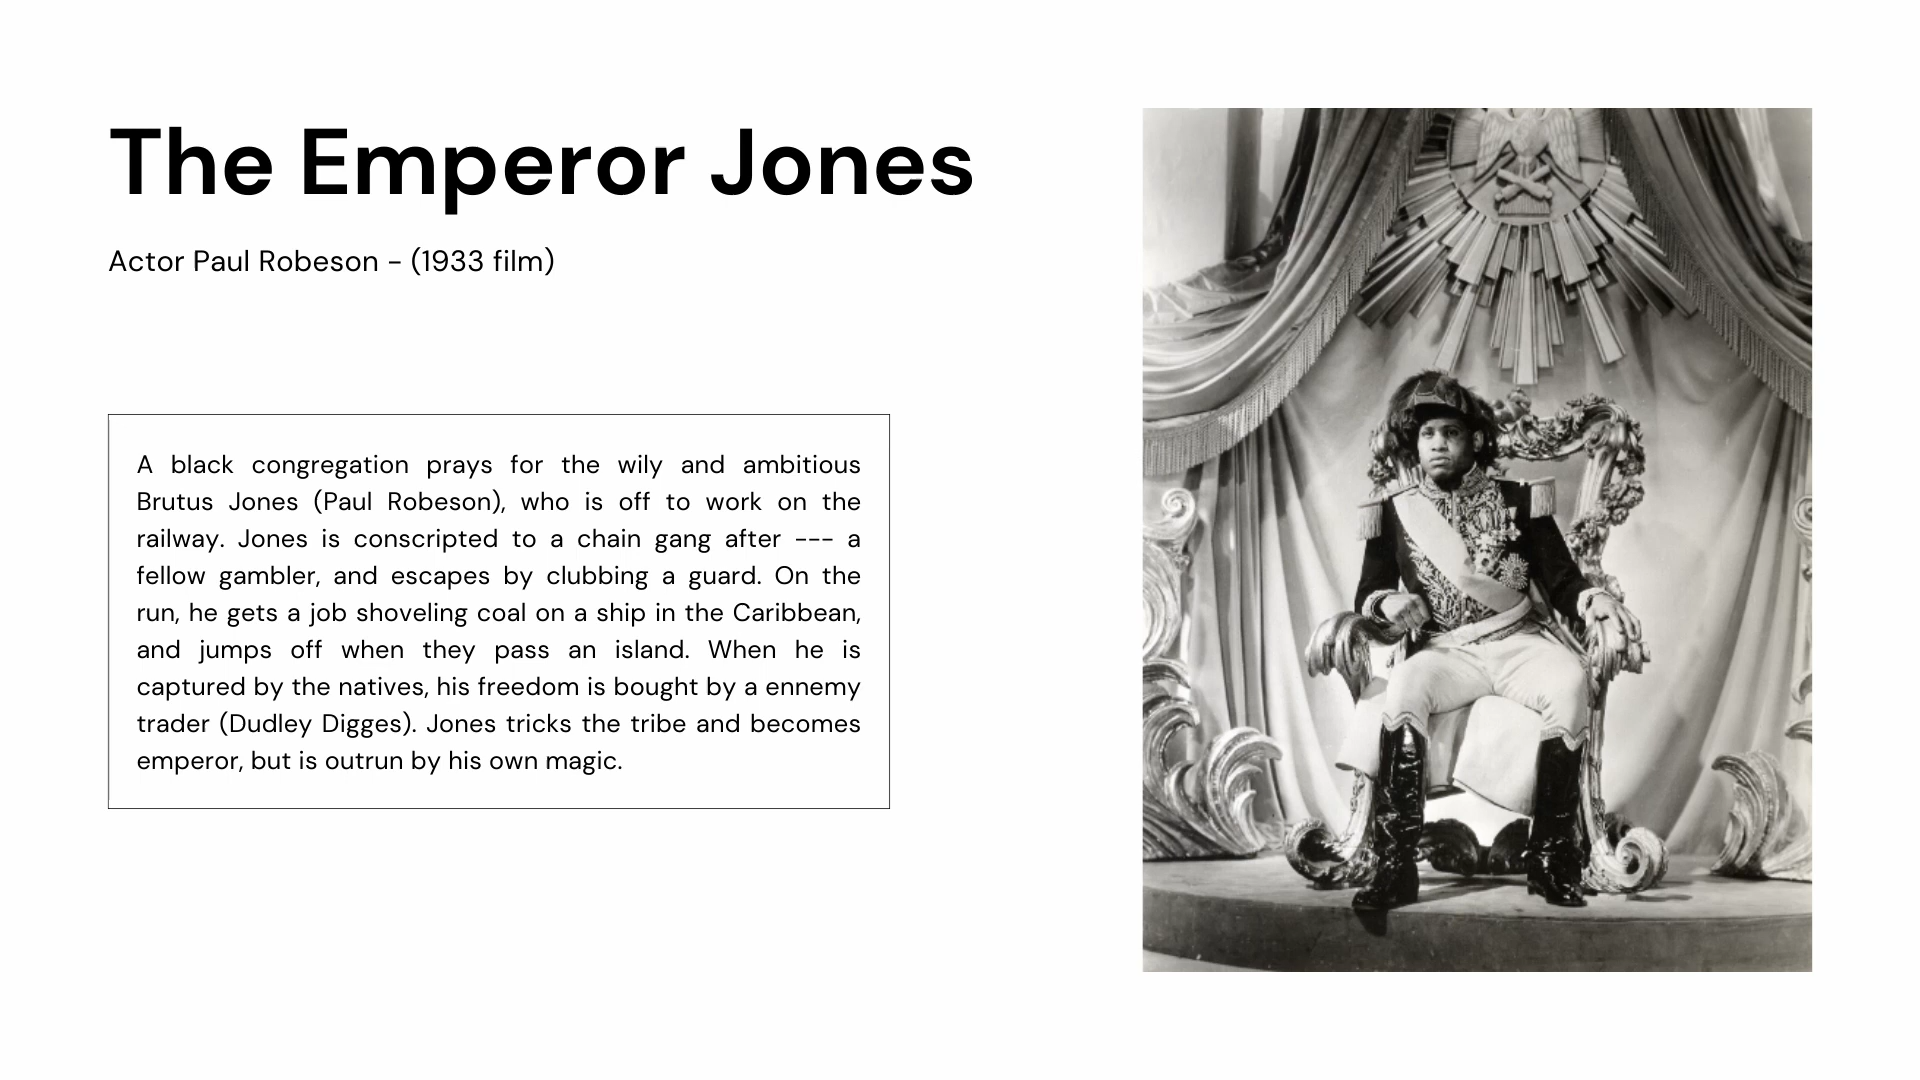 The Emperor Jones
Actor Paul Robeson - (1933 film)
A black congregation prays for the wily and ambitious
Brutus Jones (Paul Robeson), who is off to work on the
railway. Jones is conscripted to a chain gang after --- a
fellow gambler, and escapes by clubbing a guard. On the
run, he gets a job shoveling coal on a ship in the Caribbean,
and jumps off when they pass an island. When he is
captured by the natives, his freedom is bought by a ennemy
trader (Dudley Digges). Jones tricks the tribe and becomes
emperor, but is outrun by his own magic.